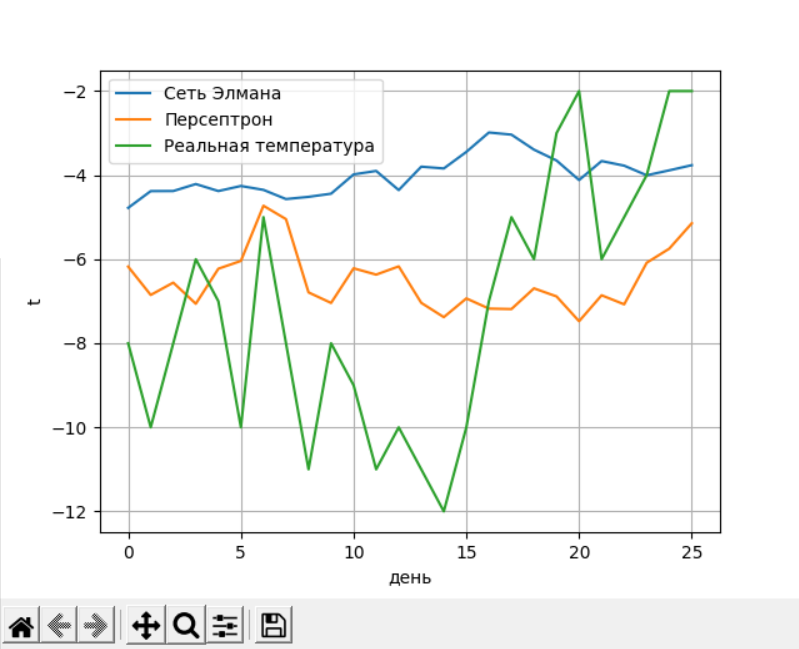 Сеть Элмана
Персептрон
Реальная температура
−2
−4
−6
−8
−10
−12
t
0 5 10 15 20 25
день